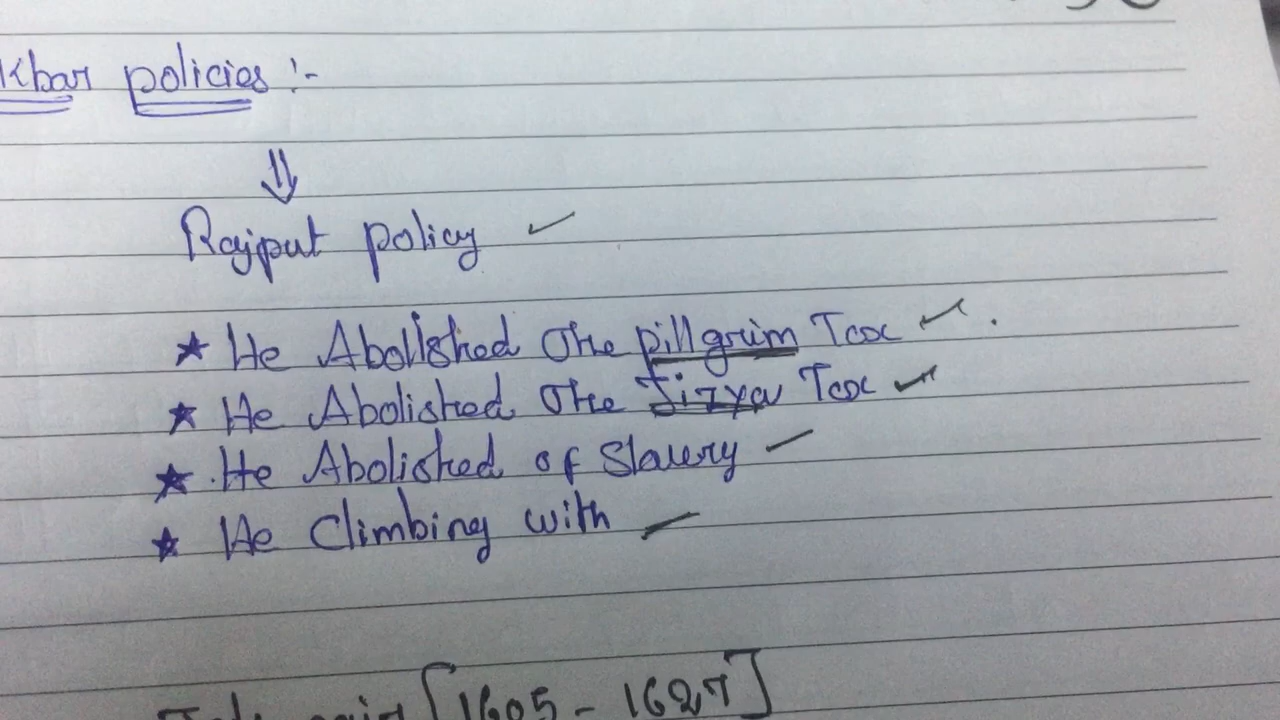 kbar policies :-
Rajput policy
He Abolished The pillgrim Tax
He Abolished The Jizya Tax
He Abolished of Slavery
He Climbing with
[1605 - 1627]